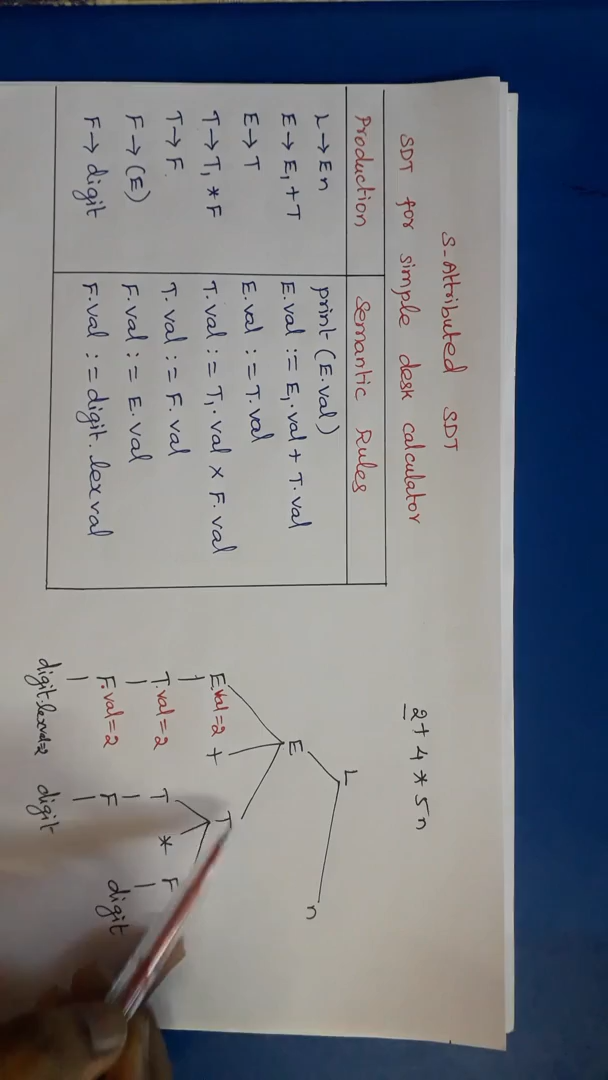 S-Attributed SDT
SDT for simple desk calculator
Production Semantic Rules
L → En print (E.val)
E → E₁ + T E.val := E₁.val + T.val
E → T E.val := T.val
T → T₁ * F T.val := T₁.val × F.val
T → F T.val := F.val
F → (E) F.val := E.val
F → digit F.val := digit.lexval
2 + 4 * 5 n
L
E n
E.val=2 + T
T.val=2 T * F
F.val=2 F digit
digit.lexval=2 digit